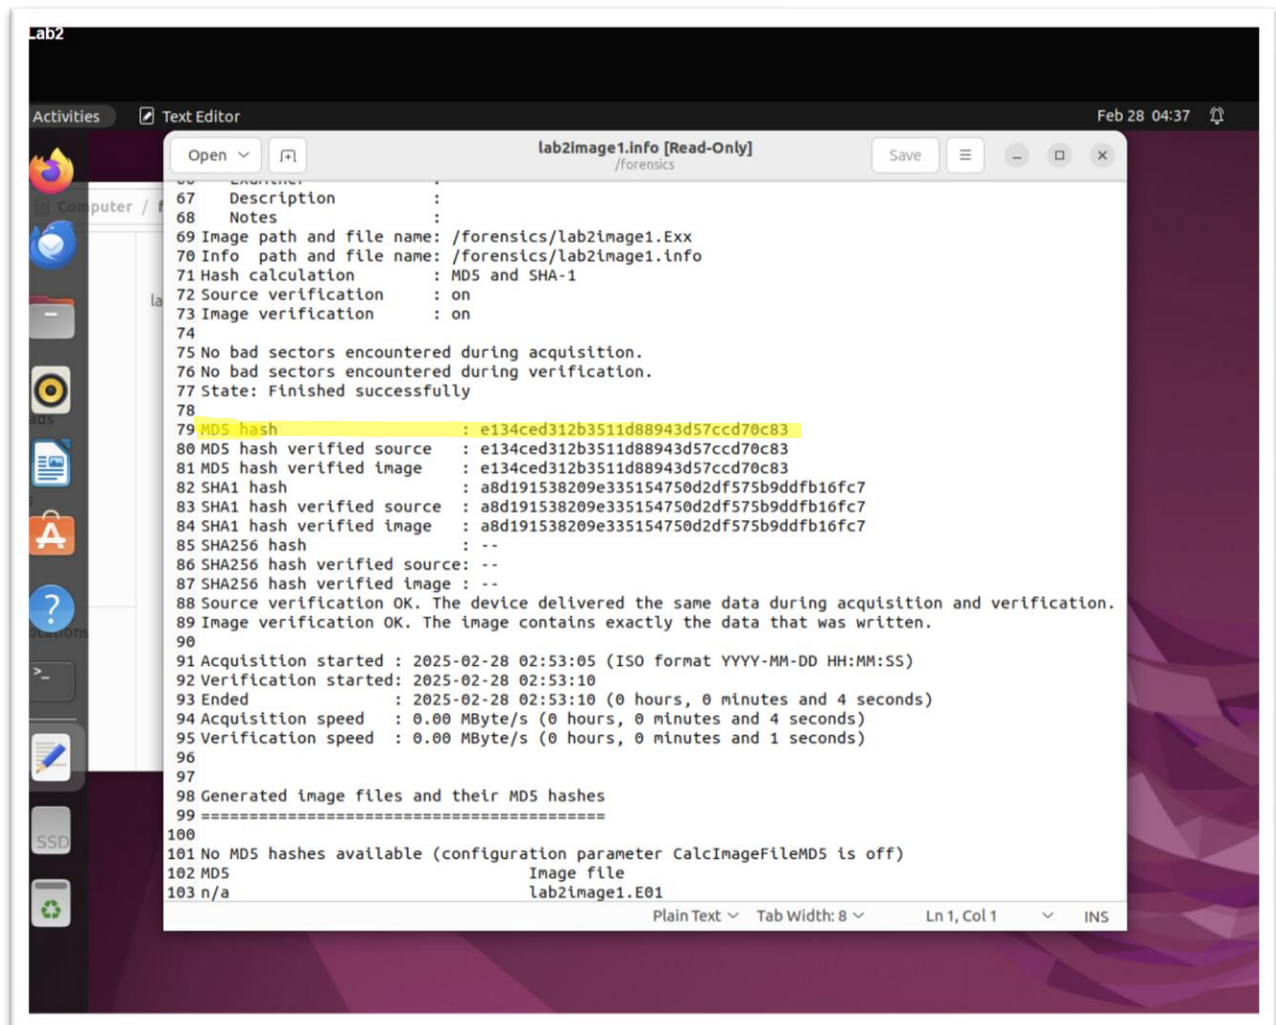 Lab2
Activities Text Editor Feb 28 04:37
Open lab2image1.info [Read-Only] Save
/forensics
Computer /
67 Description :
68 Notes :
69 Image path and file name: /forensics/lab2image1.Exx
70 Info path and file name: /forensics/lab2image1.info
71 Hash calculation : MD5 and SHA-1
72 Source verification : on
73 Image verification : on
74
75 No bad sectors encountered during acquisition.
76 No bad sectors encountered during verification.
77 State: Finished successfully
78
79 MD5 hash : e134ced312b3511d88943d57ccd70c83
80 MD5 hash verified source : e134ced312b3511d88943d57ccd70c83
81 MD5 hash verified image : e134ced312b3511d88943d57ccd70c83
82 SHA1 hash : a8d191538209e335154750d2df575b9ddfb16fc7
83 SHA1 hash verified source : a8d191538209e335154750d2df575b9ddfb16fc7
84 SHA1 hash verified image : a8d191538209e335154750d2df575b9ddfb16fc7
85 SHA256 hash : --
86 SHA256 hash verified source: --
87 SHA256 hash verified image : --
88 Source verification OK. The device delivered the same data during acquisition and verification.
89 Image verification OK. The image contains exactly the data that was written.
90
91 Acquisition started : 2025-02-28 02:53:05 (ISO format YYYY-MM-DD HH:MM:SS)
92 Verification started: 2025-02-28 02:53:10
93 Ended : 2025-02-28 02:53:10 (0 hours, 0 minutes and 4 seconds)
94 Acquisition speed : 0.00 MByte/s (0 hours, 0 minutes and 4 seconds)
95 Verification speed : 0.00 MByte/s (0 hours, 0 minutes and 1 seconds)
96
97
98 Generated image files and their MD5 hashes
99 ==========================================
100
101 No MD5 hashes available (configuration parameter CalcImageFileMD5 is off)
102 MD5 Image file
103 n/a lab2image1.E01
Plain Text Tab Width: 8 Ln 1, Col 1 INS
SSD